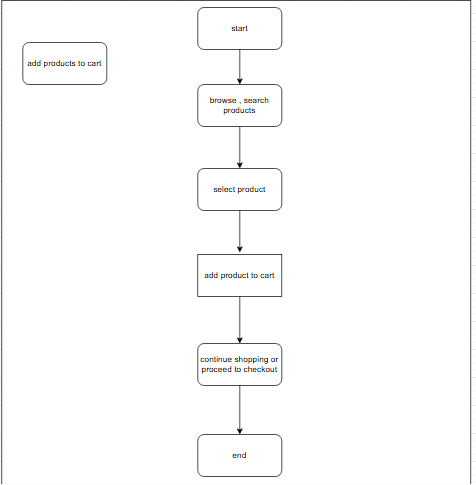 start
add products to cart
browse , search
products
select product
add product to cart
continue shopping or
proceed to checkout
end